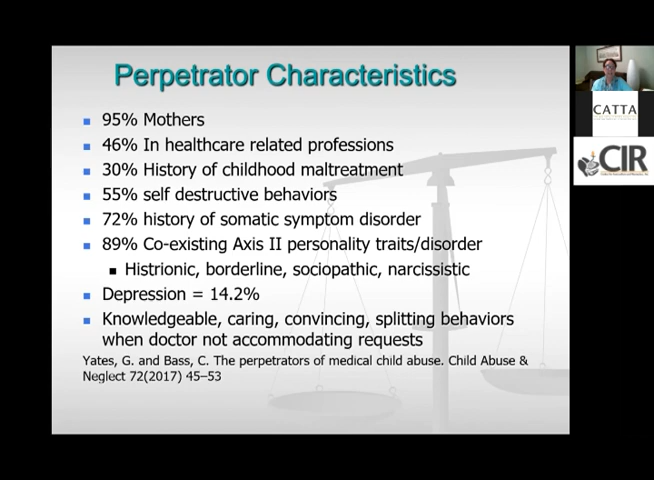 Perpetrator Characteristics
95% Mothers
46% In healthcare related professions
30% History of childhood maltreatment
55% self destructive behaviors
72% history of somatic symptom disorder
89% Co-existing Axis II personality traits/disorder
Histrionic, borderline, sociopathic, narcissistic
Depression = 14.2%
Knowledgeable, caring, convincing, splitting behaviors
when doctor not accommodating requests
Yates, G. and Bass, C. The perpetrators of medical child abuse. Child Abuse &
Neglect 72(2017) 45–53
CATTA
CIR